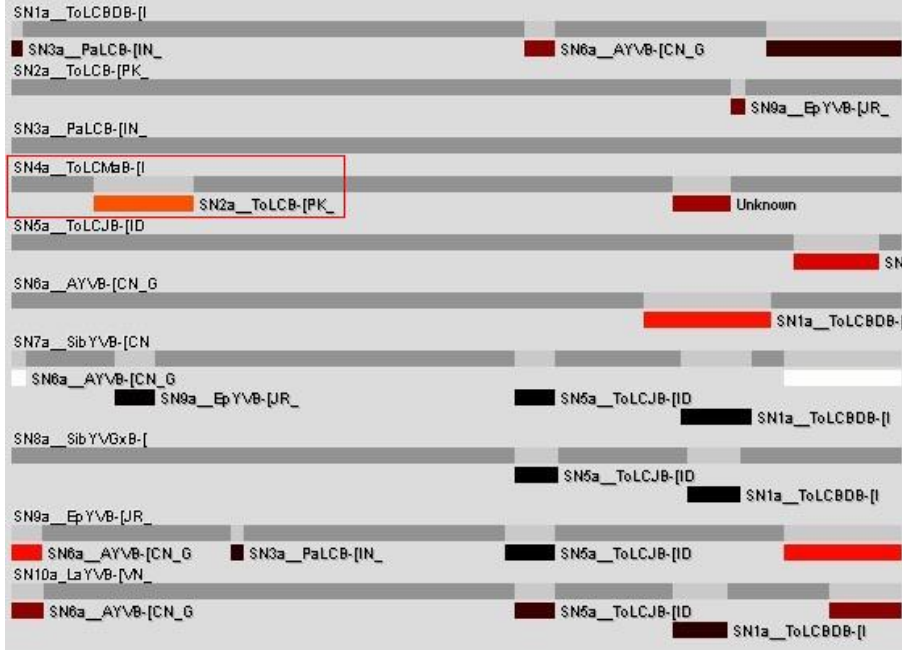 SN1a__ToLCBDB-[I
SN3a__PaLCB-[IN_ SN6a__AYVB-[CN_G
SN2a__ToLCB-[PK_
SN9a__EpYVB-[JR_
SN3a__PaLCB-[IN_
SN4a__ToLCMaB-[I
SN2a__ToLCB-[PK_ Unknown
SN5a__ToLCJB-[ID
SN
SN6a__AYVB-[CN_G
SN1a__ToLCBDB-[
SN7a__SibYVB-[CN
SN6a__AYVB-[CN_G
SN9a__EpYVB-[JR_ SN5a__ToLCJB-[ID
SN1a__ToLCBDB-[I
SN8a__SibYVGxB-[
SN5a__ToLCJB-[ID
SN1a__ToLCBDB-[I
SN9a__EpYVB-[JR_
SN6a__AYVB-[CN_G SN3a__PaLCB-[IN_ SN5a__ToLCJB-[ID
SN10a_LaYVB-[VN_
SN6a__AYVB-[CN_G SN5a__ToLCJB-[ID
SN1a__ToLCBDB-[I